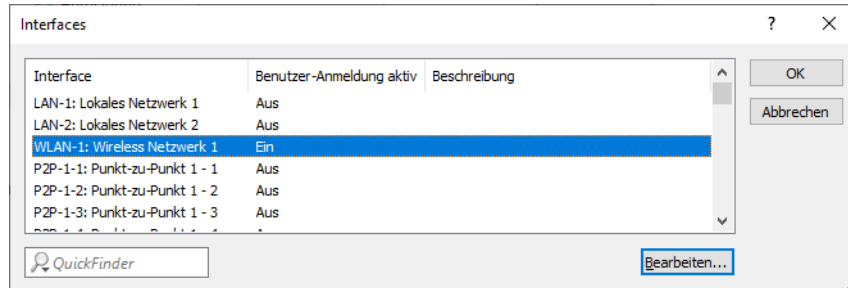 Interfaces
? ×
Interface Benutzer-Anmeldung aktiv Beschreibung
LAN-1: Lokales Netzwerk 1 Aus
LAN-2: Lokales Netzwerk 2 Aus
WLAN-1: Wireless Netzwerk 1 Ein
P2P-1-1: Punkt-zu-Punkt 1 - 1 Aus
P2P-1-2: Punkt-zu-Punkt 1 - 2 Aus
P2P-1-3: Punkt-zu-Punkt 1 - 3 Aus
OK
Abbrechen
QuickFinder
Bearbeiten...